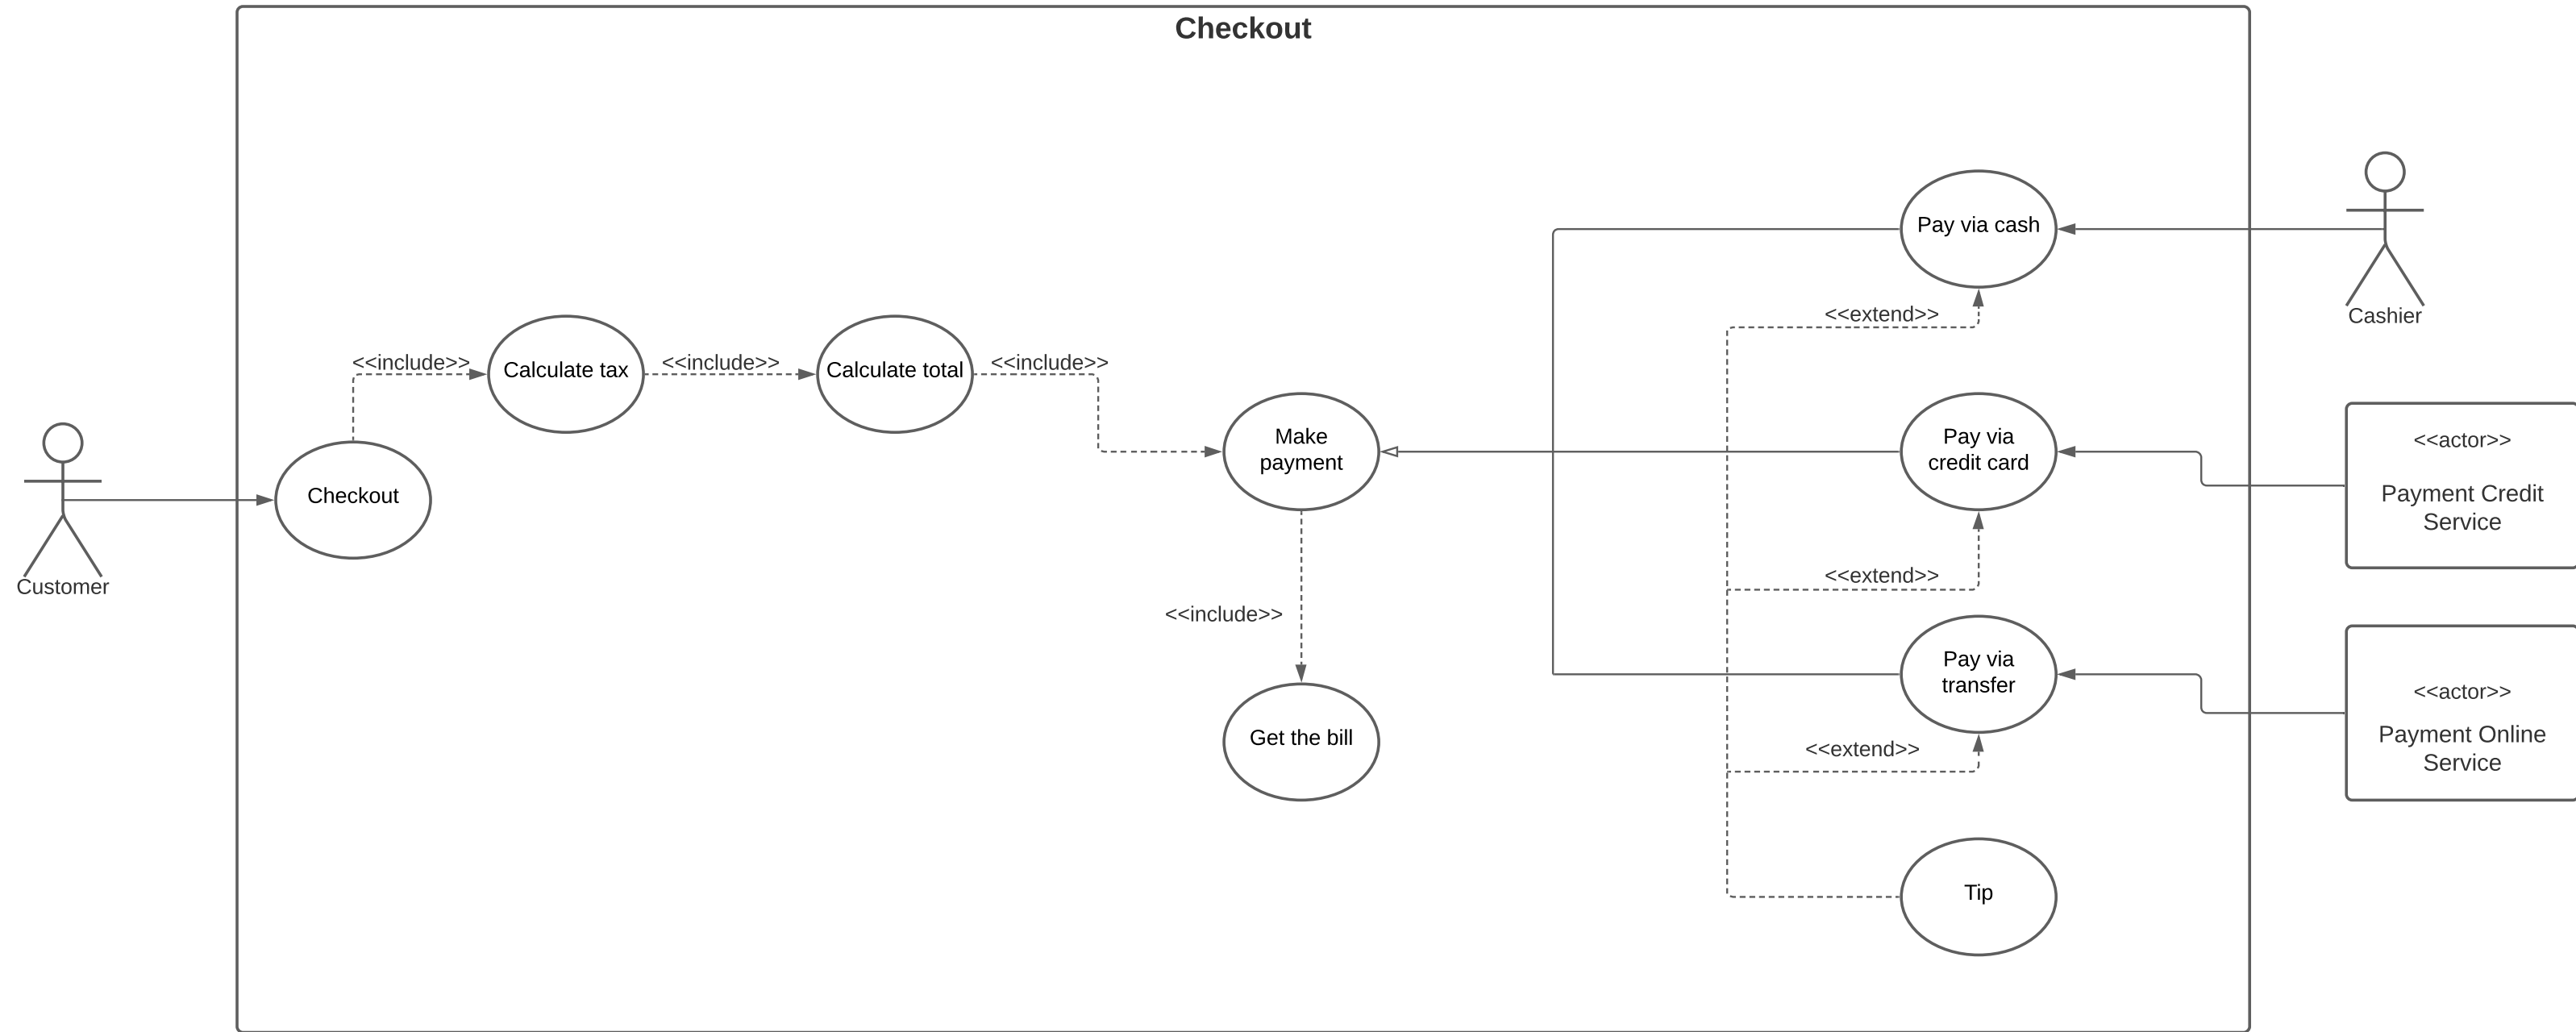 Checkout
Pay via cash
<<extend>>
Cashier
<<include>>
Calculate tax
<<include>>
Calculate total
<<include>>
Make
payment
Pay via
credit card
<<actor>>
Payment Credit
Service
Checkout
Customer
<<extend>>
<<include>>
Pay via
transfer
<<actor>>
Payment Online
Service
Get the bill
<<extend>>
Tip